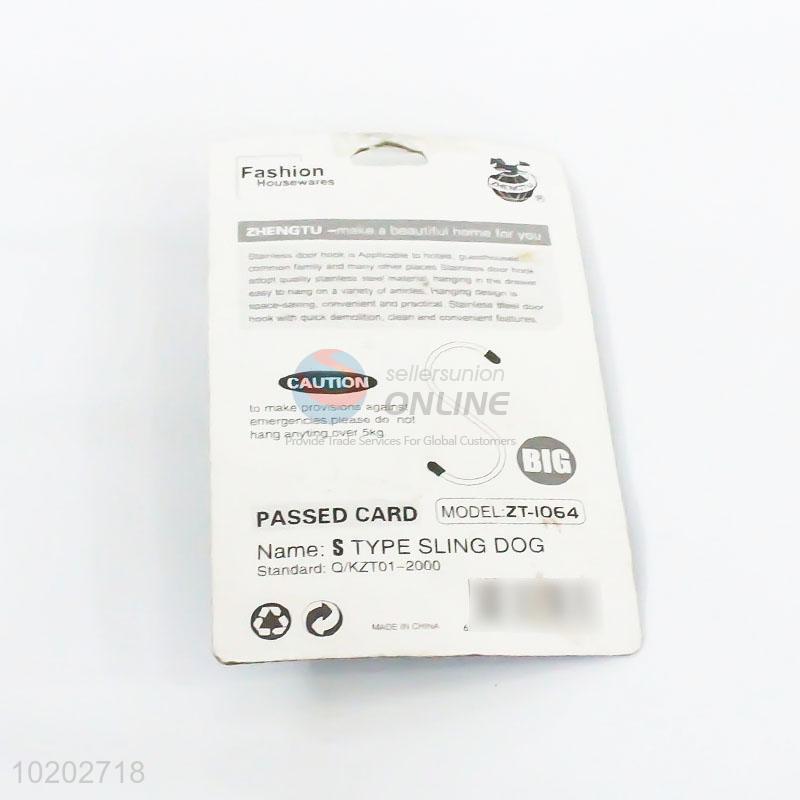 Fashion
Housewares
ZHENGTU
®
ZHENGTU -make a beautiful home for you
Stainless door hook is Applicable to hotels, guesthouses
common family and many other places Stainless door hook
adopt quality stainless steel material, hanging in the drawer
easy to hang on a variety of articles, Hanging design is
space-saving, convenient and practical. Stainless steel door
hook with quick demolition, clean and convenient features.
CAUTION
to make provisions against
emergencies,please do not
hang anyting over 5kg
sellersunion
ONLINE
Provide Trade Services For Global Customers
BIG
PASSED CARD
MODEL:ZT-I064
Name: S TYPE SLING DOG
Standard: Q/KZT01-2000
MADE IN CHINA
6
10202718